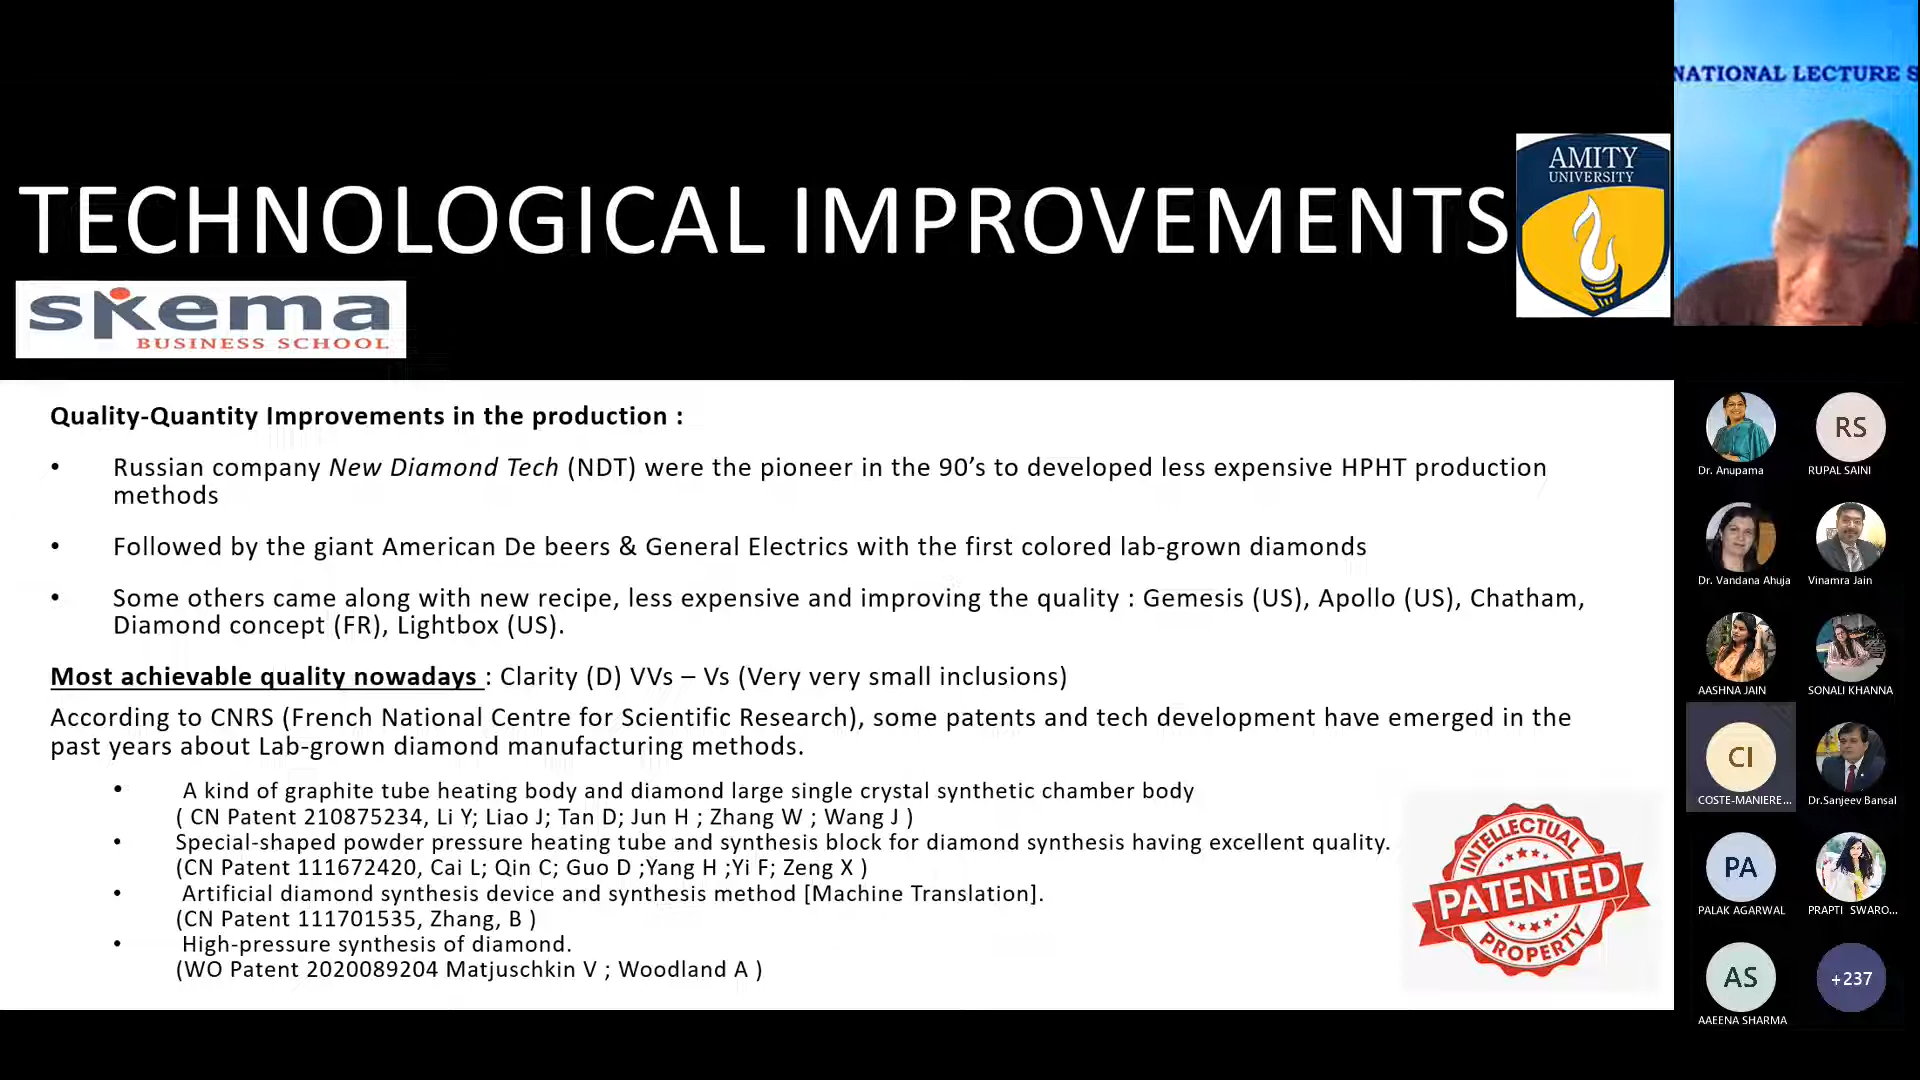 NATIONAL LECTURE S
AMITY
UNIVERSITY
TECHNOLOGICAL IMPROVEMENTS
skema
BUSINESS SCHOOL
Quality-Quantity Improvements in the production :
• Russian company New Diamond Tech (NDT) were the pioneer in the 90’s to developed less expensive HPHT production
methods
• Followed by the giant American De beers & General Electrics with the first colored lab-grown diamonds
• Some others came along with new recipe, less expensive and improving the quality : Gemesis (US), Apollo (US), Chatham,
Diamond concept (FR), Lightbox (US).
Most achievable quality nowadays : Clarity (D) VVs – Vs (Very very small inclusions)
According to CNRS (French National Centre for Scientific Research), some patents and tech development have emerged in the
past years about Lab-grown diamond manufacturing methods.
• A kind of graphite tube heating body and diamond large single crystal synthetic chamber body
( CN Patent 210875234, Li Y; Liao J; Tan D; Jun H ; Zhang W ; Wang J )
• Special-shaped powder pressure heating tube and synthesis block for diamond synthesis having excellent quality.
(CN Patent 111672420, Cai L; Qin C; Guo D ;Yang H ;Yi F; Zeng X )
• Artificial diamond synthesis device and synthesis method [Machine Translation].
(CN Patent 111701535, Zhang, B )
• High-pressure synthesis of diamond.
(WO Patent 2020089204 Matjuschkin V ; Woodland A )
INTELLECTUAL
PATENTED
PROPERTY
RS
Dr. Anupama
RUPAL SAINI
Dr. Vandana Ahuja
Vinamra Jain
AASHNA JAIN
SONALI KHANNA
CI
COSTE-MANIERE...
Dr.Sanjeev Bansal
PA
PALAK AGARWAL
PRAPTI SWARO...
AS
+237
AAEENA SHARMA